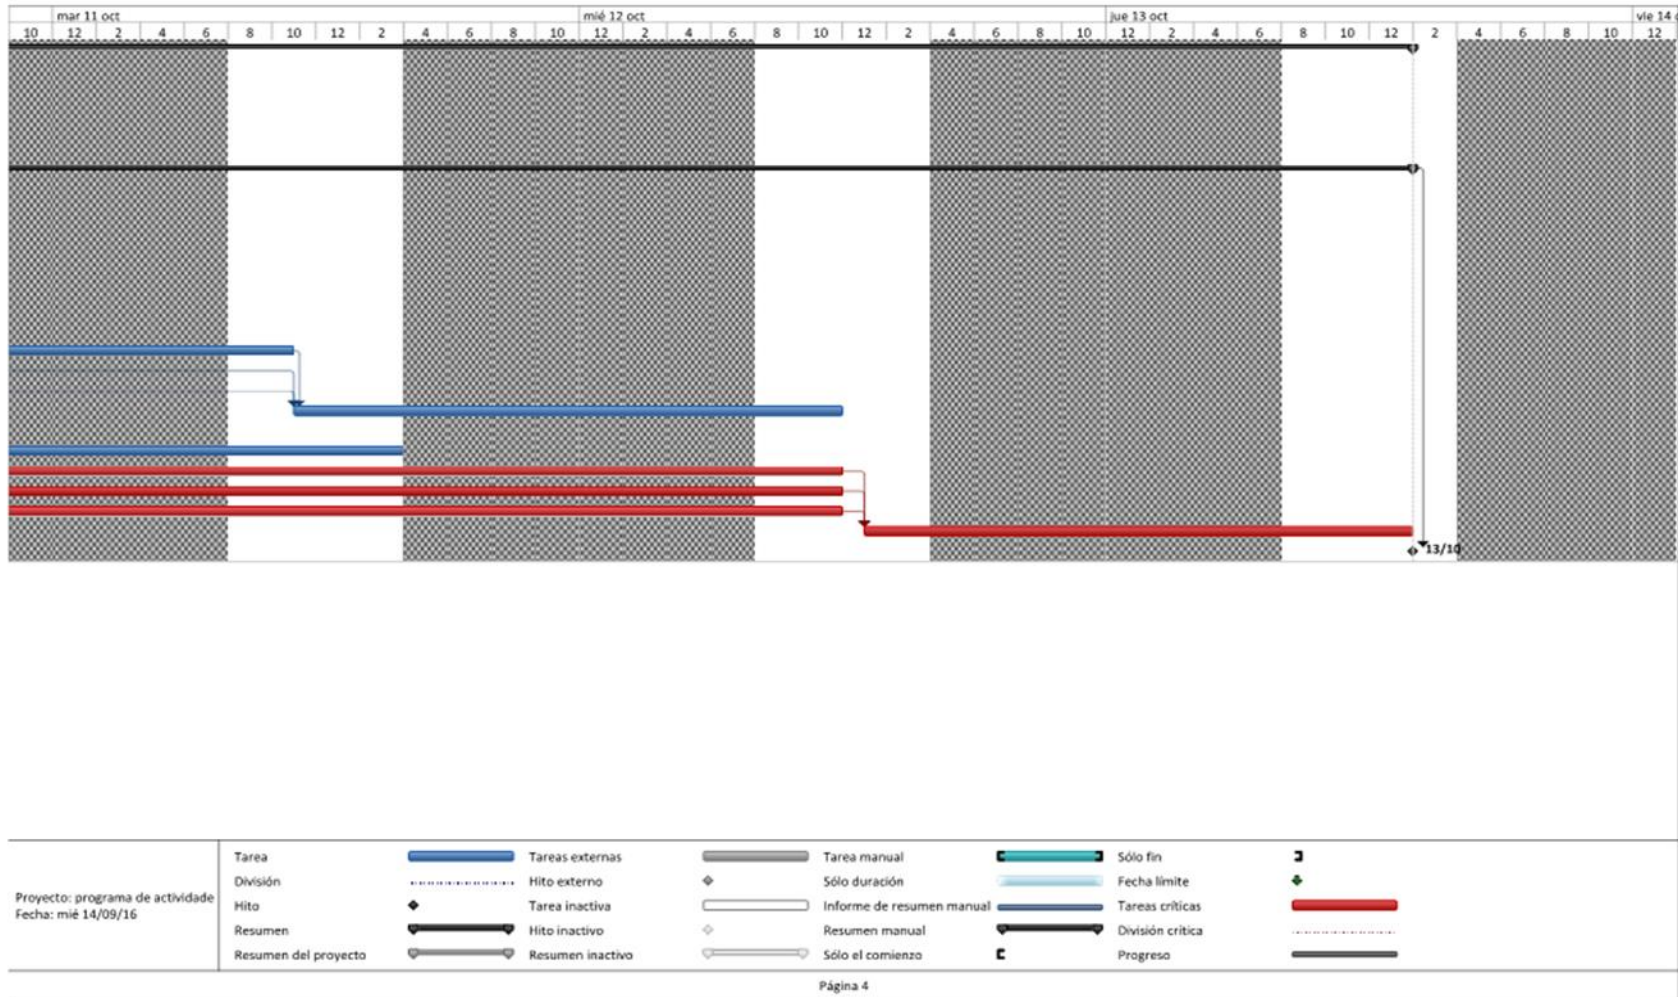 mar 11 oct mié 12 oct jue 13 oct vie 14
10 12 2 4 6 8 10 12 2 4 6 8 10 12 2 4 6 8 10 12 2 4 6 8 10 12 2 4 6 8 10 12 2 4 6 8 10 12
13/10
Tarea Tareas externas Tarea manual Sólo fin
División Hito externo Sólo duración Fecha límite
Proyecto: programa de actividade
Fecha: mié 14/09/16
Hito Tarea inactiva Informe de resumen manual Tareas críticas
Resumen Hito inactivo Resumen manual División crítica
Resumen del proyecto Resumen inactivo Sólo el comienzo Progreso
Página 4